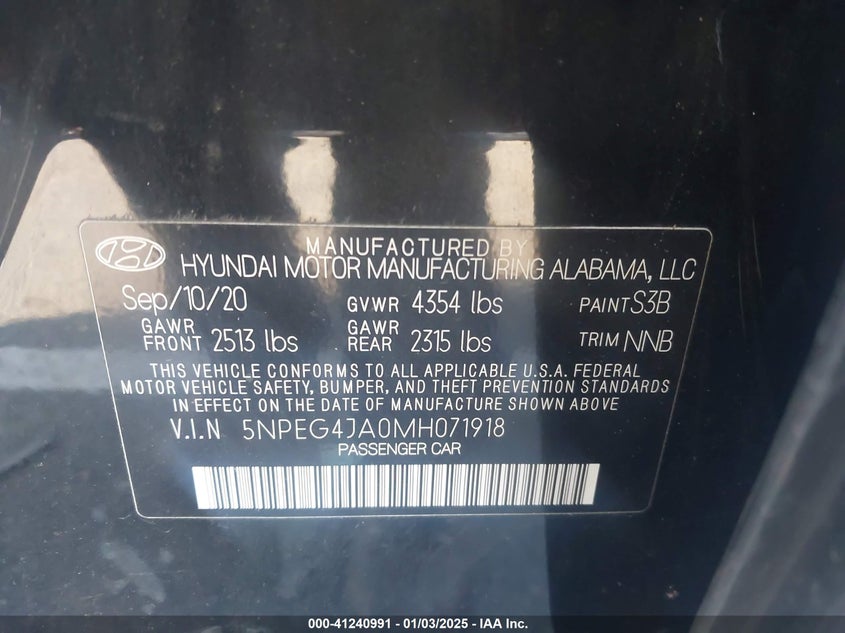 MANUFACTURED BY
HYUNDAI MOTOR MANUFACTURING ALABAMA, LLC
Sep/10/20 GVWR 4354 lbs PAINT S3B
GAWR FRONT 2513 lbs GAWR REAR 2315 lbs TRIM NNB
THIS VEHICLE CONFORMS TO ALL APPLICABLE U.S.A. FEDERAL
MOTOR VEHICLE SAFETY, BUMPER, AND THEFT PREVENTION STANDARDS
IN EFFECT ON THE DATE OF MANUFACTURE SHOWN ABOVE
V.I.N 5NPEG4JA0MH071918
PASSENGER CAR
000-41240991 - 01/03/2025 - IAA Inc.